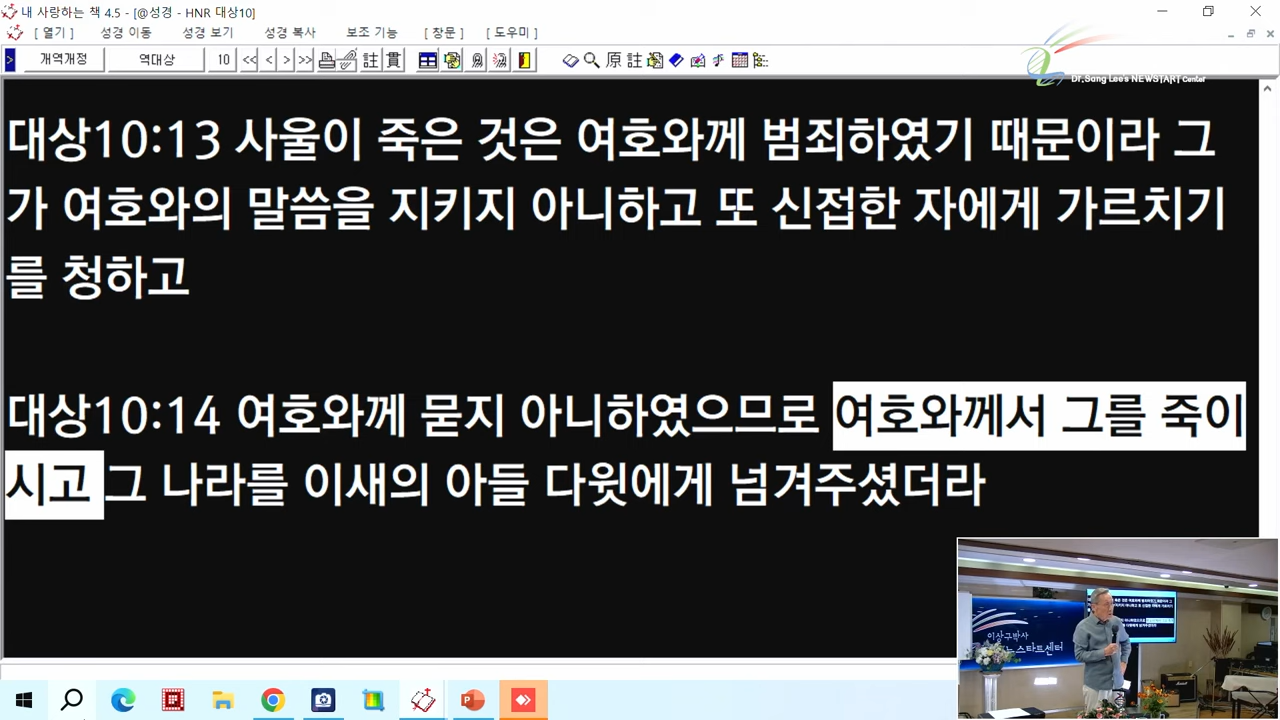 내 사랑하는 책 4.5 - [@성경 - HNR 대상10]
[ 열기 ] 성경 이동 성경 보기 성경 복사 보조 기능 [ 창문 ] [ 도우미 ]
> 개역개정 역대상 10 << < > >> 註 貫 原 註
Dr.Sang Lee's NEWSTART Center
대상10:13 사울이 죽은 것은 여호와께 범죄하였기 때문이라 그
가 여호와의 말씀을 지키지 아니하고 또 신접한 자에게 가르치기
를 청하고
대상10:14 여호와께 묻지 아니하였으므로 여호와께서 그를 죽이
시고 그 나라를 이새의 아들 다윗에게 넘겨주셨더라
이상구박사
뉴스타트센터